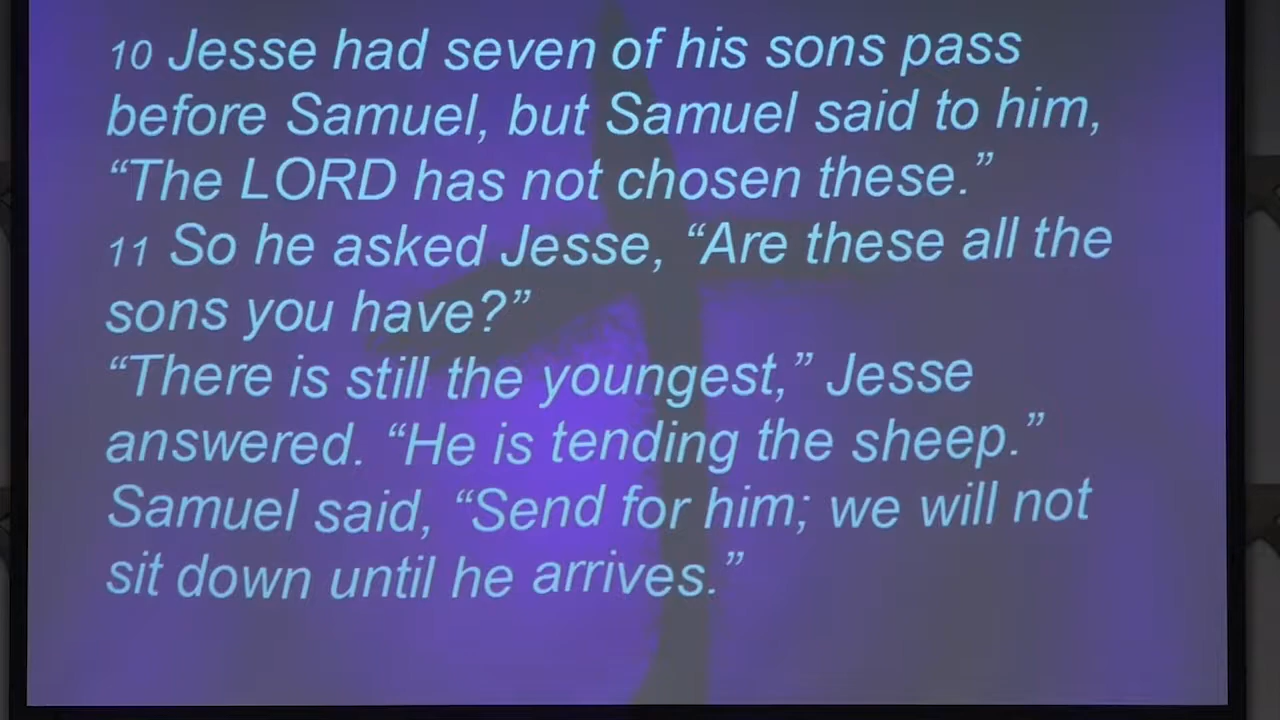 10 Jesse had seven of his sons pass
before Samuel, but Samuel said to him,
“The LORD has not chosen these.”
11 So he asked Jesse, “Are these all the
sons you have?”
“There is still the youngest,” Jesse
answered. “He is tending the sheep.”
Samuel said, “Send for him; we will not
sit down until he arrives.”